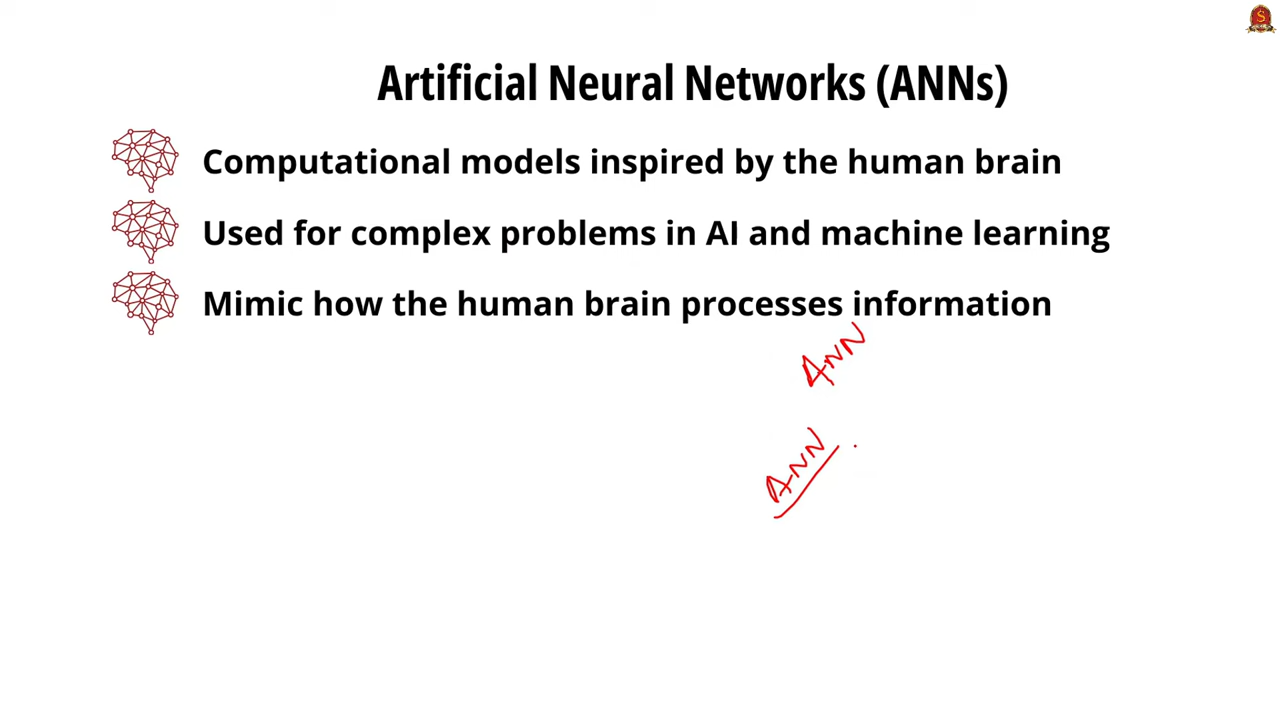 Artificial Neural Networks (ANNs)
Computational models inspired by the human brain
Used for complex problems in AI and machine learning
Mimic how the human brain processes information
ANN
ANN